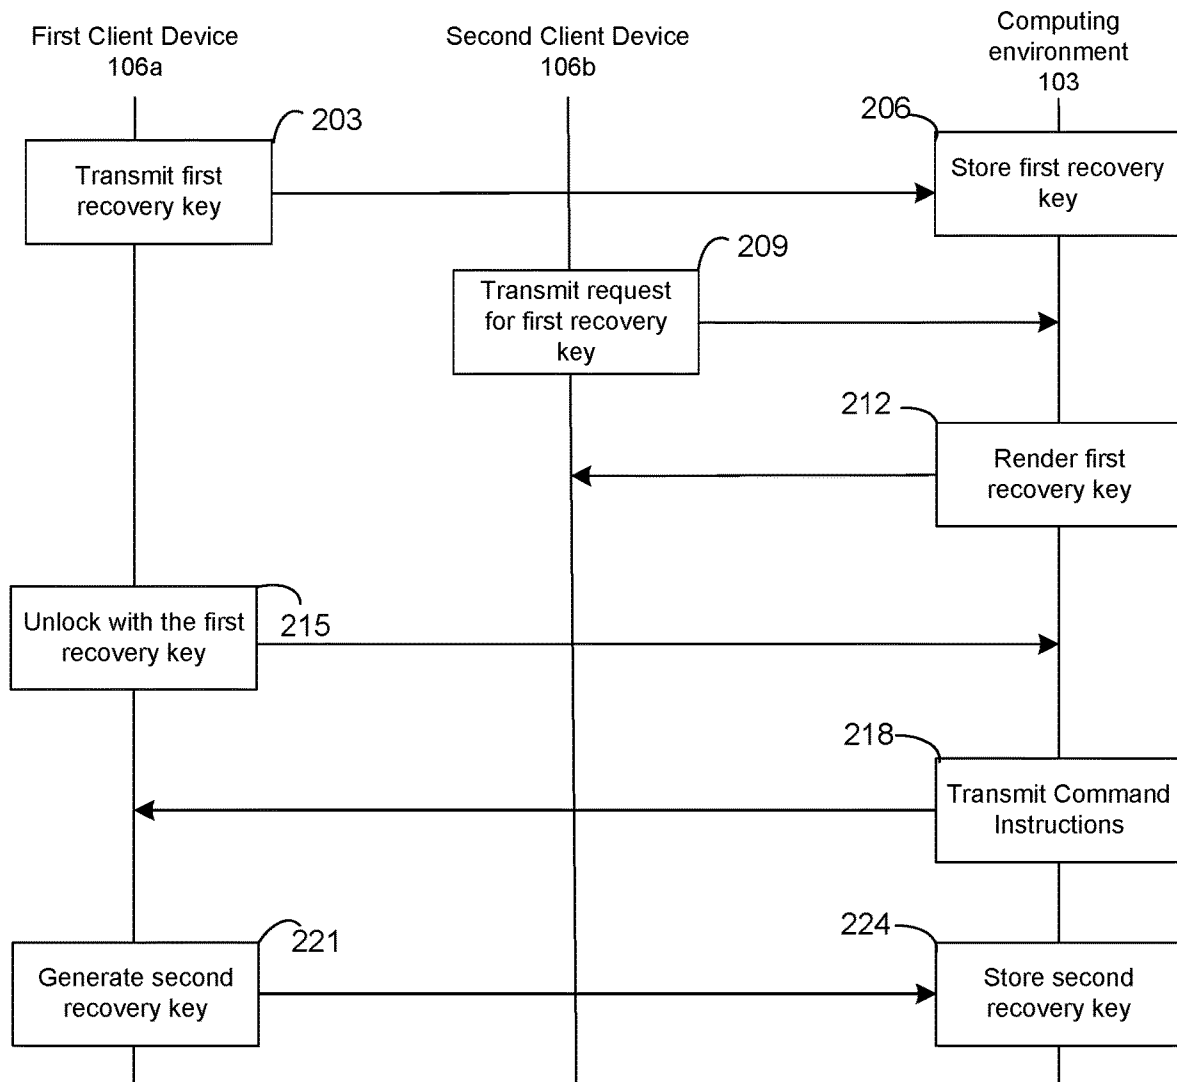 First Client Device
106a
Second Client Device
106b
Computing
environment
103
203
Transmit first
recovery key
206
Store first recovery
key
209
Transmit request
for first recovery
key
212
Render first
recovery key
Unlock with the first
recovery key
215
218
Transmit Command
Instructions
221
Generate second
recovery key
224
Store second
recovery key